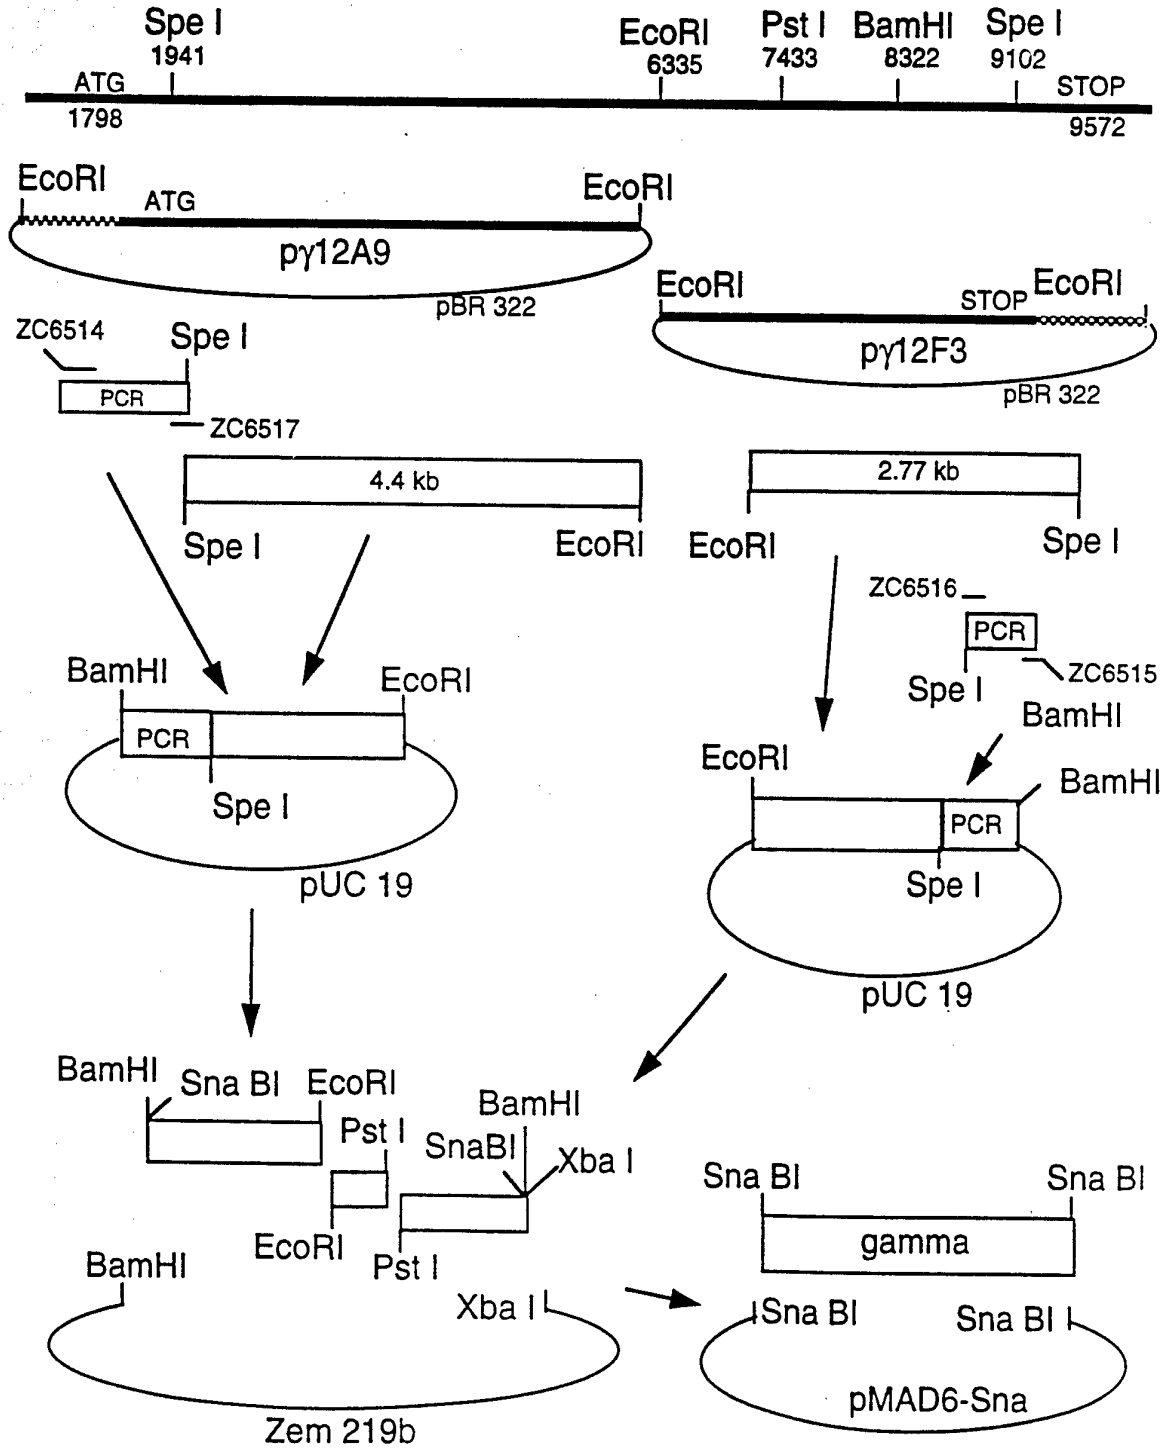 Spe I
1941
EcoRI
6335
Pst I
7433
BamHI
8322
Spe I
9102
ATG
1798
STOP
9572
EcoRI
ATG
EcoRI
pγ12A9
pBR 322
EcoRI
STOP
EcoRI
pγ12F3
pBR 322
ZC6514
Spe I
PCR
ZC6517
4.4 kb
Spe I
EcoRI
2.77 kb
EcoRI
Spe I
ZC6516
PCR
Spe I
ZC6515
BamHI
BamHI
EcoRI
PCR
Spe I
pUC 19
EcoRI
BamHI
PCR
Spe I
pUC 19
BamHI
Sna BI
EcoRI
Pst I
EcoRI
BamHI
SnaBI
Xba I
Pst I
BamHI
Xba I
Zem 219b
Sna BI
Sna BI
gamma
Sna BI
Sna BI
pMAD6-Sna